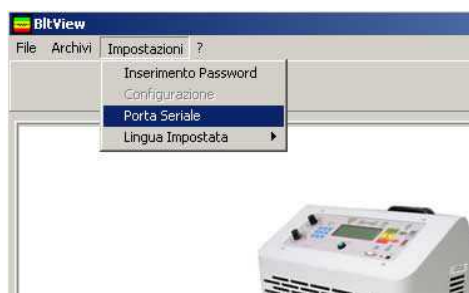 BltView
File Archivi Impostazioni ?
Inserimento Password
Configurazione
Porta Seriale
Lingua Impostata